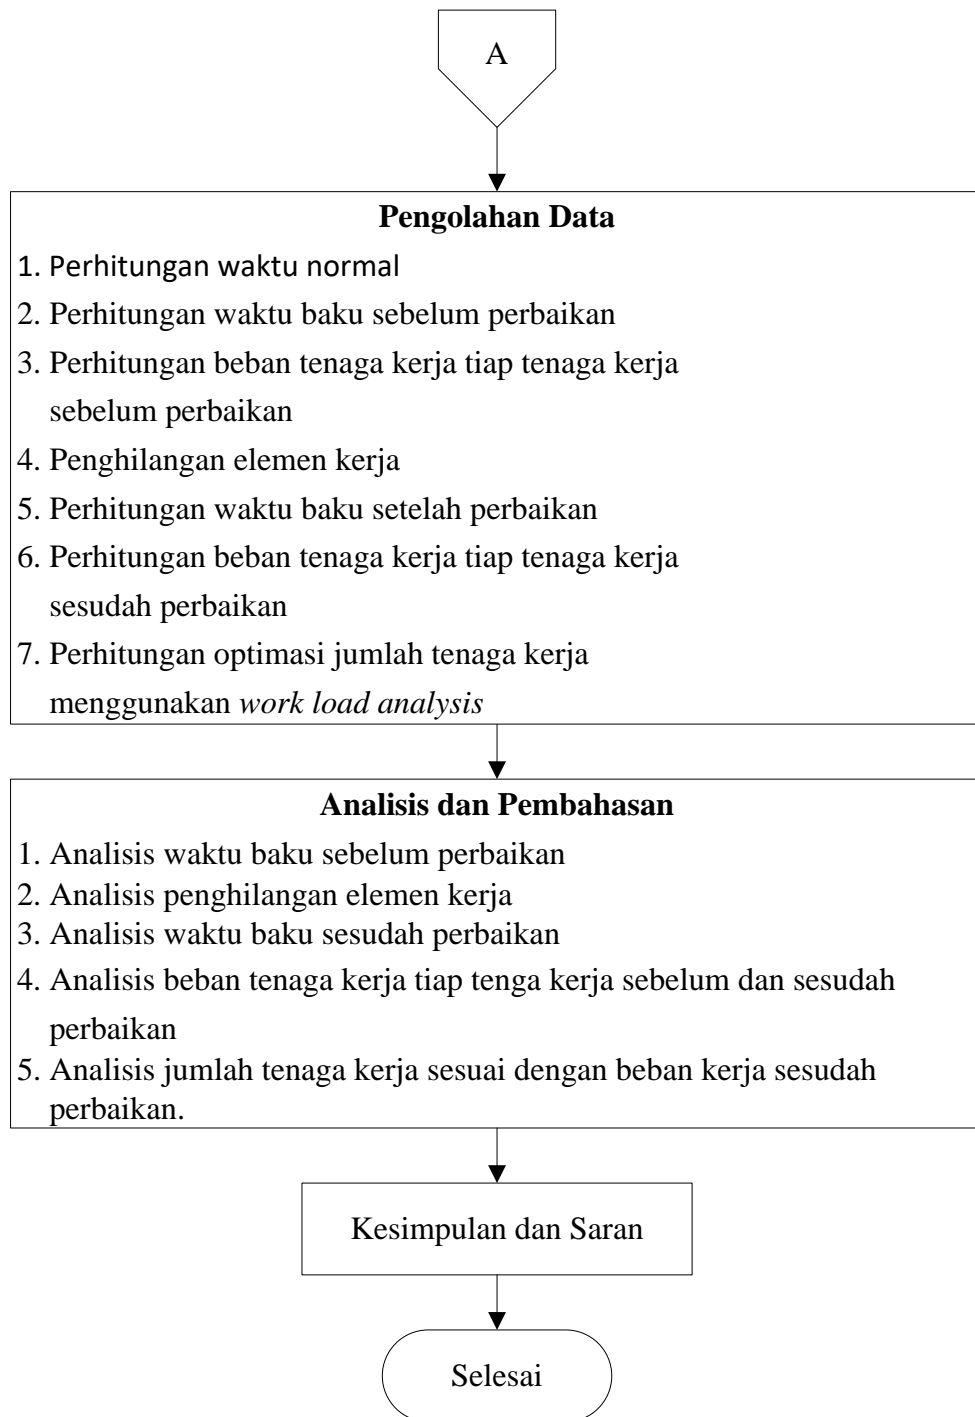 A
Pengolahan Data
1. Perhitungan waktu normal
2. Perhitungan waktu baku sebelum perbaikan
3. Perhitungan beban tenaga kerja tiap tenaga kerja
sebelum perbaikan
4. Penghilangan elemen kerja
5. Perhitungan waktu baku setelah perbaikan
6. Perhitungan beban tenaga kerja tiap tenaga kerja
sesudah perbaikan
7. Perhitungan optimasi jumlah tenaga kerja
menggunakan work load analysis
Analisis dan Pembahasan
1. Analisis waktu baku sebelum perbaikan
2. Analisis penghilangan elemen kerja
3. Analisis waktu baku sesudah perbaikan
4. Analisis beban tenaga kerja tiap tenga kerja sebelum dan sesudah
perbaikan
5. Analisis jumlah tenaga kerja sesuai dengan beban kerja sesudah
perbaikan.
Kesimpulan dan Saran
Selesai